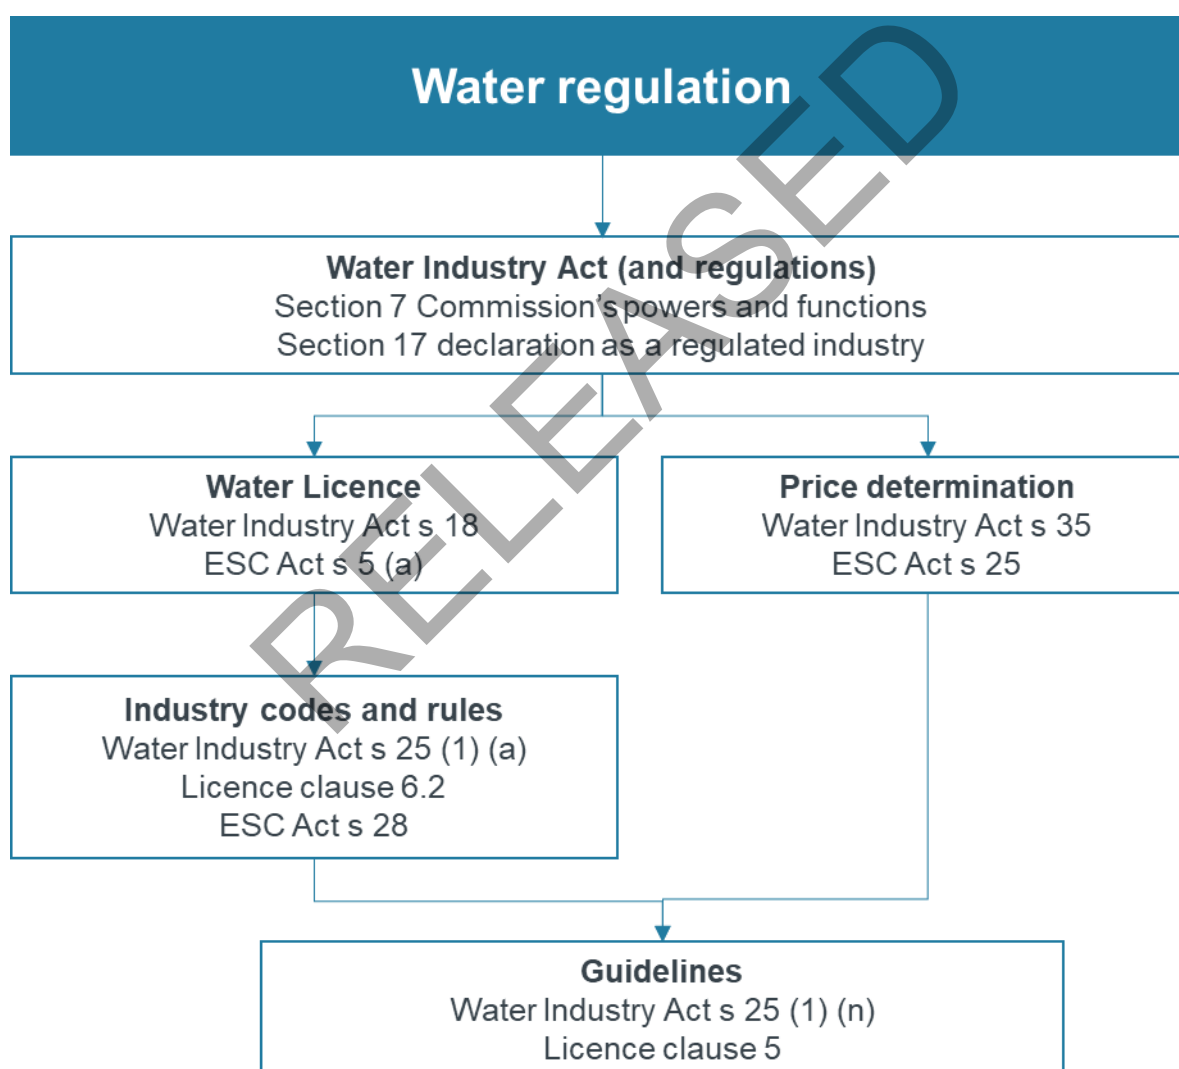 Water regulation
Water Industry Act (and regulations)
Section 7 Commission's powers and functions
Section 17 declaration as a regulated industry
Water Licence
Water Industry Act s 18
ESC Act s 5 (a)
Price determination
Water Industry Act s 35
ESC Act s 25
Industry codes and rules
Water Industry Act s 25 (1) (a)
Licence clause 6.2
ESC Act s 28
Guidelines
Water Industry Act s 25 (1) (n)
Licence clause 5
RELEASED